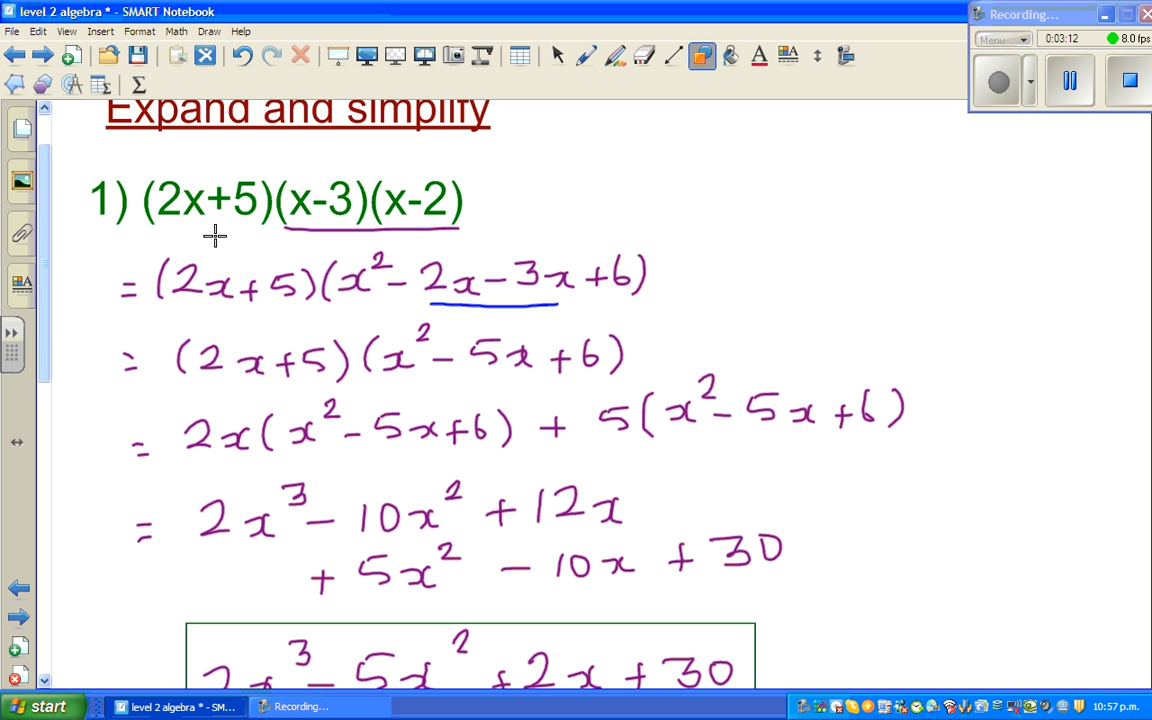 level 2 algebra * - SMART Notebook
Recording...
File Edit View Insert Format Math Draw Help
Menu 0:03:12 8.0 fps
Expand and simplify
1) (2x+5)(x-3)(x-2)
= (2x+5)(x² - 2x - 3x + 6)
= (2x+5)(x² - 5x + 6)
= 2x(x² - 5x + 6) + 5(x² - 5x + 6)
= 2x³ - 10x² + 12x
+ 5x² - 10x + 30
2x³ - 5x² + 2x + 30
start level 2 algebra * - SM... Recording... 10:57 p.m.